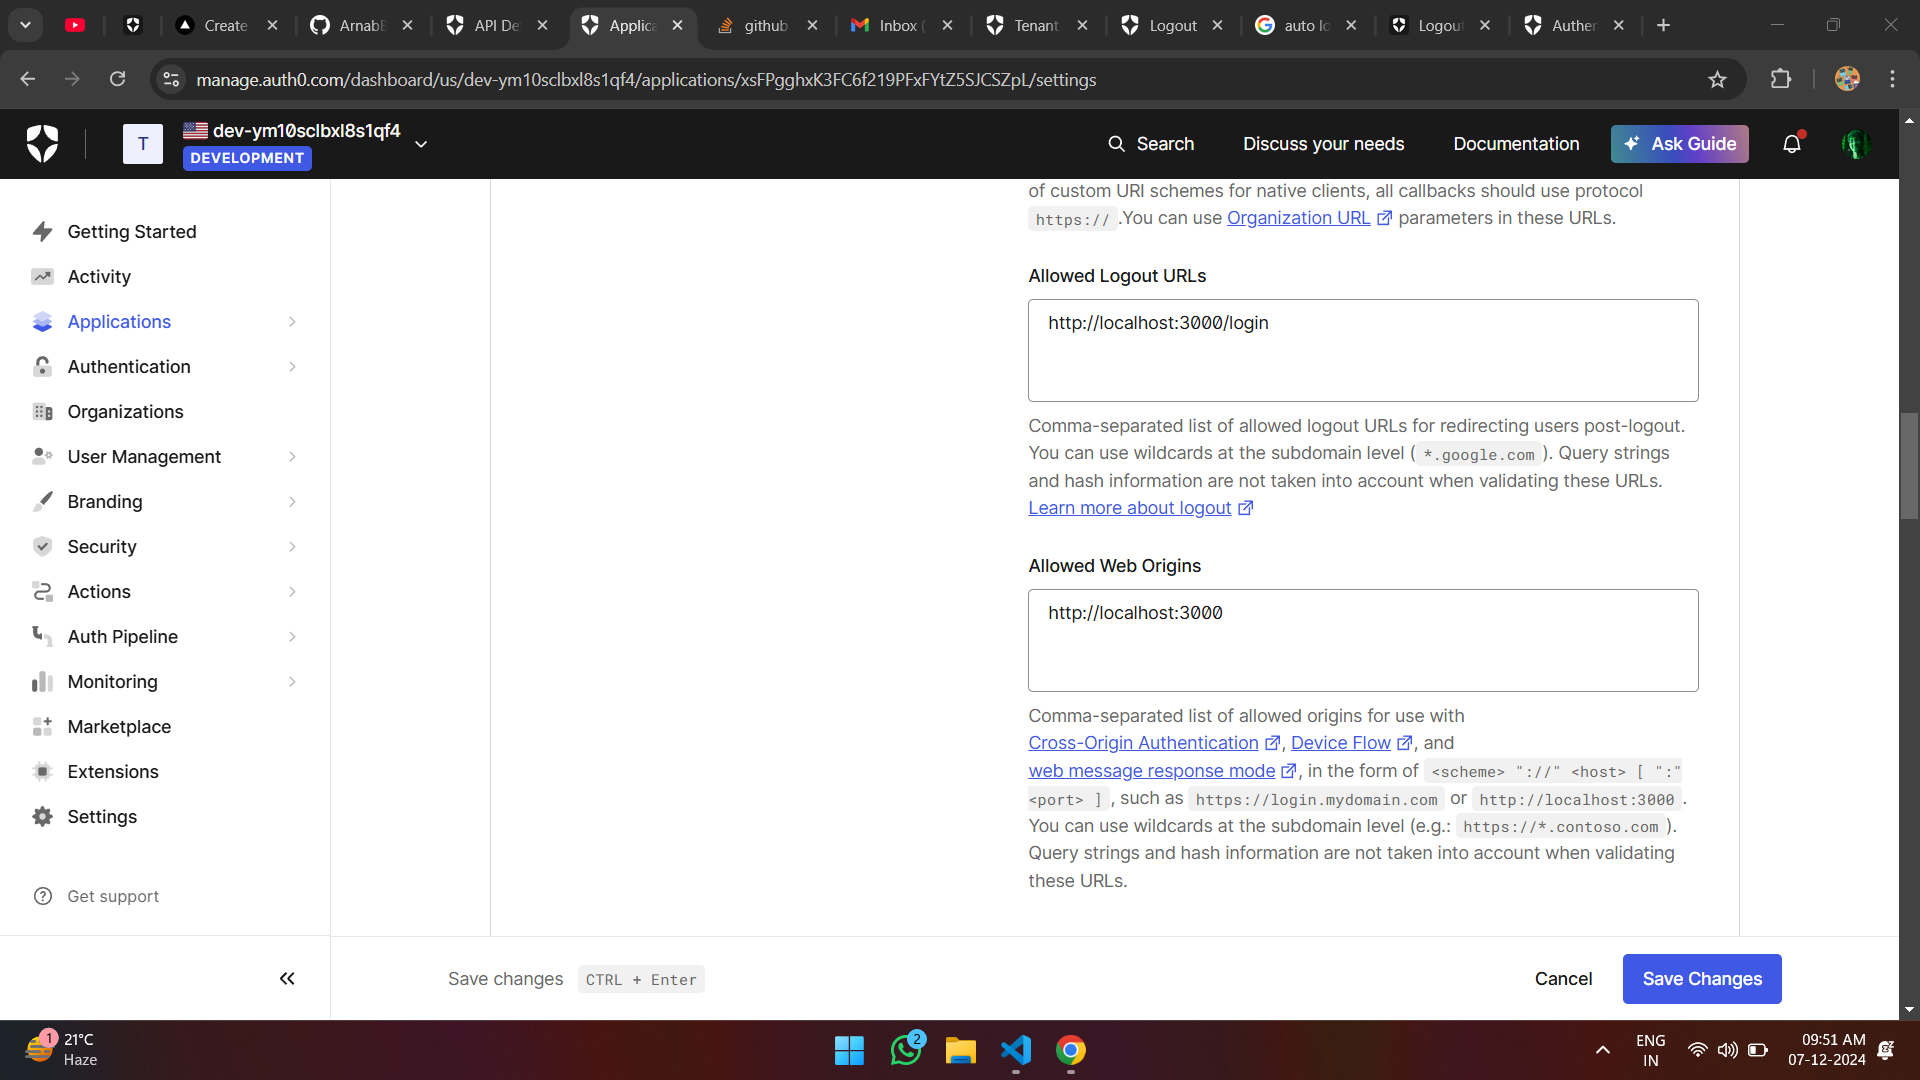 Create
ArnabB
API De
Applica
github
Inbox (
Tenant
Logout
auto lo
Logout
Auther
manage.auth0.com/dashboard/us/dev-ym10sclbxl8s1qf4/applications/xsFPgghxK3FC6f219PFxFYtZ5SJCSZpL/settings
T
dev-ym10sclbxl8s1qf4
DEVELOPMENT
Search
Discuss your needs
Documentation
Ask Guide
Getting Started
Activity
Applications
Authentication
Organizations
User Management
Branding
Security
Actions
Auth Pipeline
Monitoring
Marketplace
Extensions
Settings
Get support
of custom URI schemes for native clients, all callbacks should use protocol
https:// .You can use Organization URL parameters in these URLs.
Allowed Logout URLs
http://localhost:3000/login
Comma-separated list of allowed logout URLs for redirecting users post-logout.
You can use wildcards at the subdomain level ( *.google.com ). Query strings
and hash information are not taken into account when validating these URLs.
Learn more about logout
Allowed Web Origins
http://localhost:3000
Comma-separated list of allowed origins for use with
Cross-Origin Authentication , Device Flow , and
web message response mode , in the form of <scheme> "://" <host> [ ":"
<port> ] , such as https://login.mydomain.com or http://localhost:3000 .
You can use wildcards at the subdomain level (e.g.: https://*.contoso.com ).
Query strings and hash information are not taken into account when validating
these URLs.
Save changes CTRL + Enter
Cancel
Save Changes
1
21°C
Haze
2
ENG
IN
09:51 AM
07-12-2024